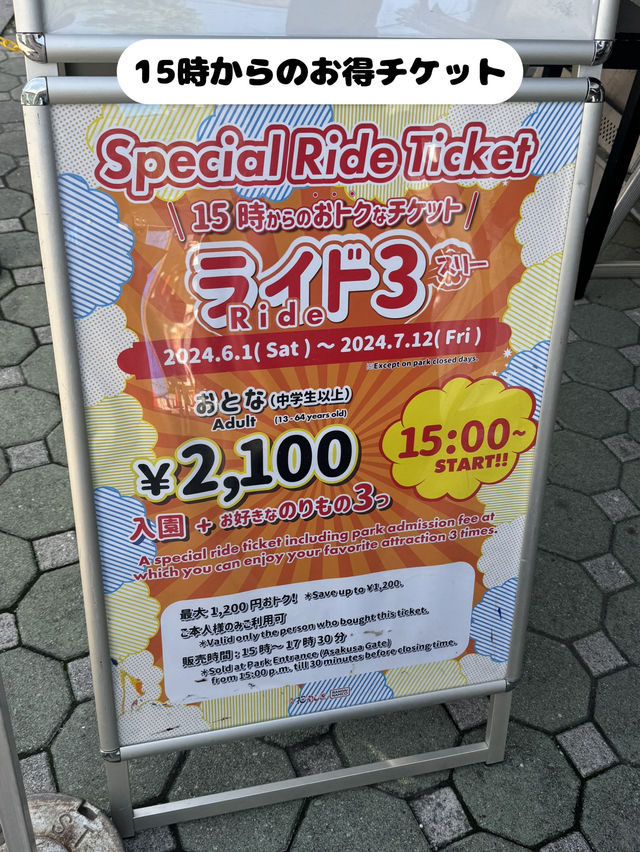 15時からのお得チケット
Special Ride Ticket
15時からのおトクなチケット
ライド3 スリー
Ride
2024.6.1( Sat ) ～ 2024.7.12( Fri )
※Except on park closed days.
おとな(中学生以上)
Adult (13 - 64 years old)
¥2,100
15:00～
START!!
入園 + お好きなのりもの3つ
A special ride ticket including park admission fee at
which you can enjoy your favorite attraction 3 times.
最大1,200円おトク! ＊Save up to ¥1,200.
ご本人様のみご利用可
＊Valid only the person who bought this ticket.
販売時間：15時～17時30分
＊Sold at Park Entrance (Asakusa Gate)
from 15:00 p.m. till 30 minutes before closing time.